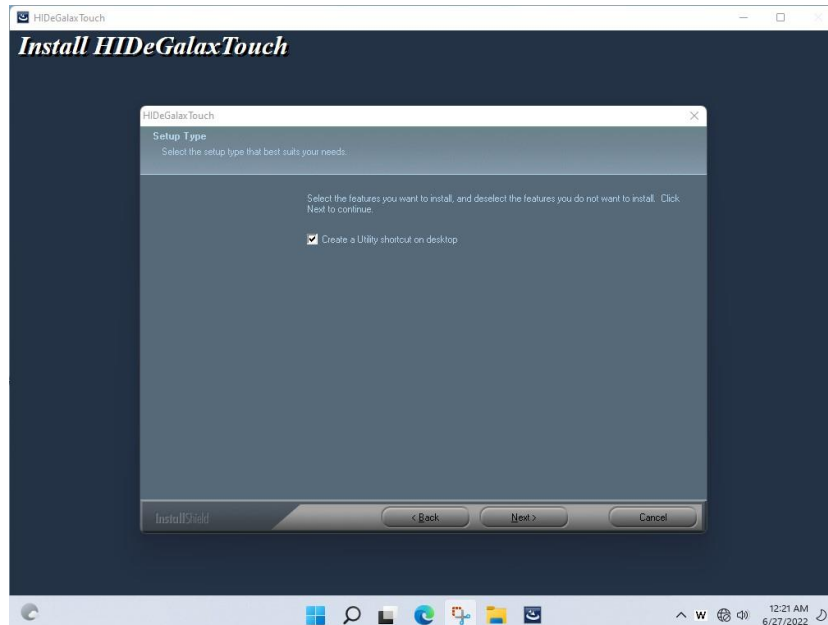 HIDeGalaxTouch
Install HIDeGalaxTouch
HIDeGalaxTouch
Setup Type
Select the setup type that best suits your needs.
Select the features you want to install, and deselect the features you do not want to install. Click
Next to continue.
Create a Utility shortcut on desktop
InstallShield
< Back
Next >
Cancel
W
12:21 AM
6/27/2022